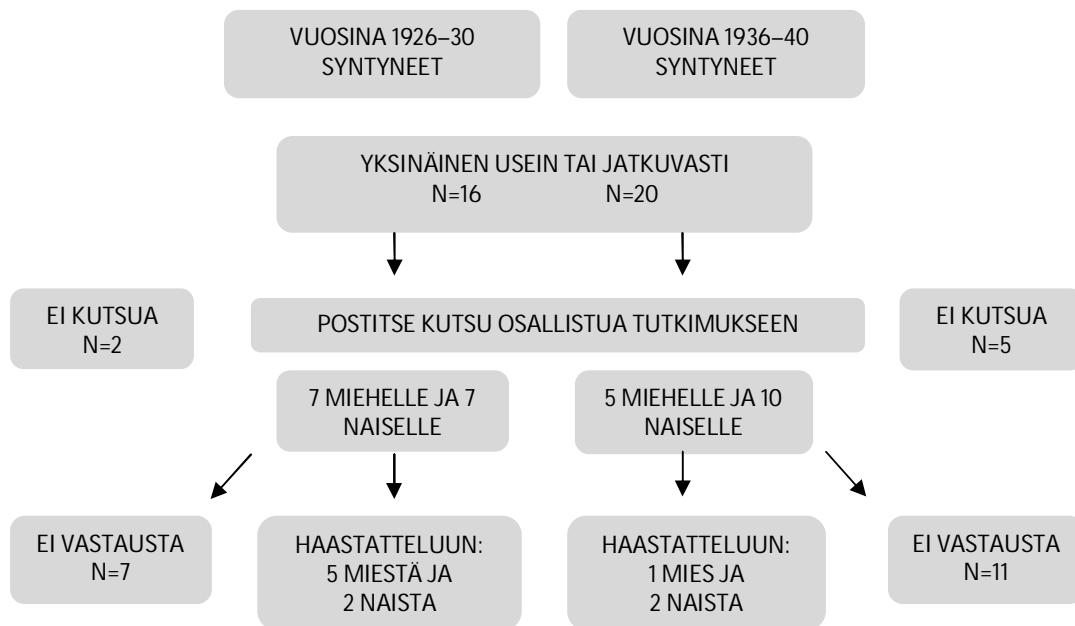 VUOSINA 1926–30
SYNTYNEET
VUOSINA 1936–40
SYNTYNEET
YKSINÄINEN USEIN TAI JATKUVASTI
N=16 N=20
EI KUTSUA
N=2
POSTITSE KUTSU OSALLISTUA TUTKIMUKSEEN
EI KUTSUA
N=5
7 MIEHELLE JA 7
NAISELLE
5 MIEHELLE JA 10
NAISELLE
EI VASTAUSTA
N=7
HAASTATTELUUN:
5 MIESTÄ JA
2 NAISTA
HAASTATTELUUN:
1 MIES JA
2 NAISTA
EI VASTAUSTA
N=11